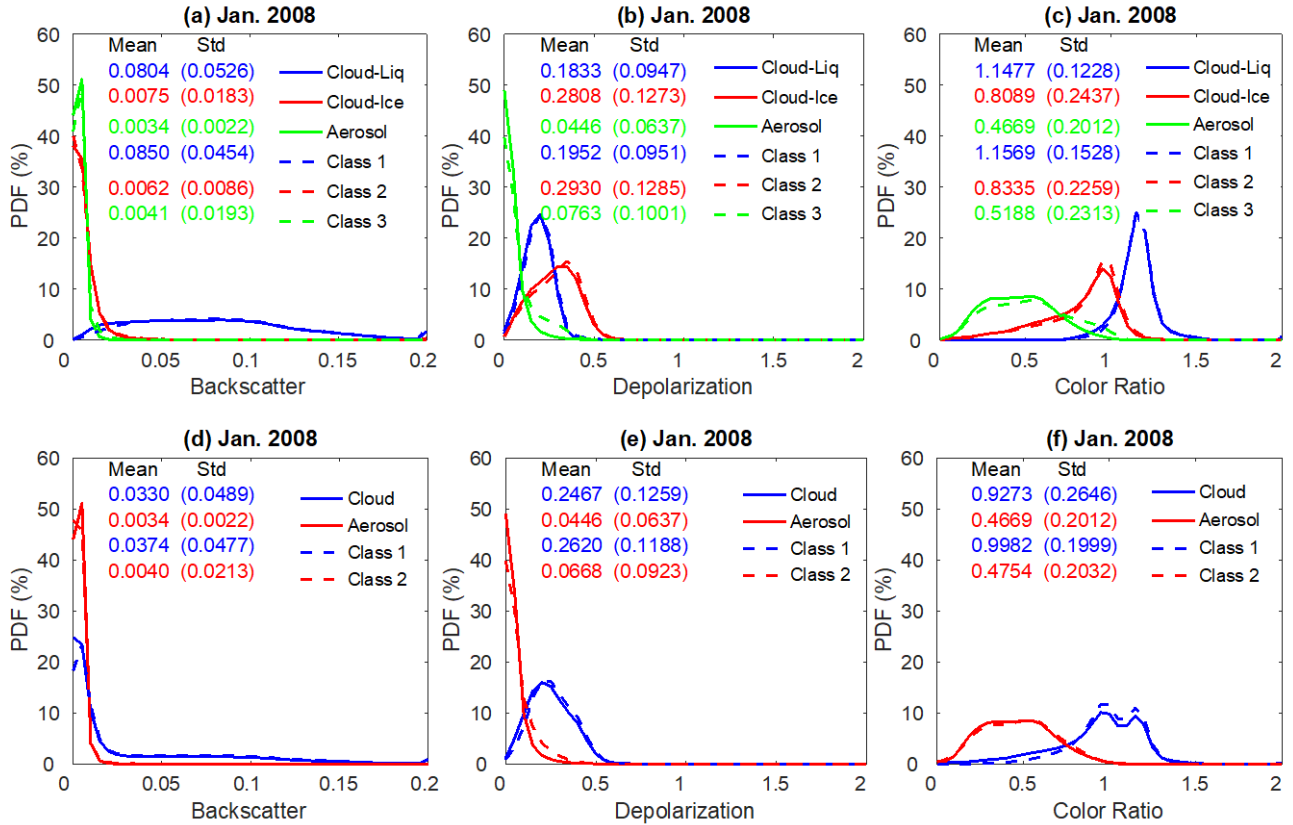 (a) Jan. 2008
PDF (%)
60
50
40
30
20
10
0
Mean Std
0.0804 (0.0526) Cloud-Liq
0.0075 (0.0183) Cloud-Ice
0.0034 (0.0022) Aerosol
0.0850 (0.0454) Class 1
0.0062 (0.0086) Class 2
0.0041 (0.0193) Class 3
0 0.05 0.1 0.15 0.2
Backscatter
(b) Jan. 2008
PDF (%)
60
50
40
30
20
10
0
Mean Std
0.1833 (0.0947) Cloud-Liq
0.2808 (0.1273) Cloud-Ice
0.0446 (0.0637) Aerosol
0.1952 (0.0951) Class 1
0.2930 (0.1285) Class 2
0.0763 (0.1001) Class 3
0 0.5 1 1.5 2
Depolarization
(c) Jan. 2008
PDF (%)
60
50
40
30
20
10
0
Mean Std
1.1477 (0.1228) Cloud-Liq
0.8089 (0.2437) Cloud-Ice
0.4669 (0.2012) Aerosol
1.1569 (0.1528) Class 1
0.8335 (0.2259) Class 2
0.5188 (0.2313) Class 3
0 0.5 1 1.5 2
Color Ratio
(d) Jan. 2008
PDF (%)
60
50
40
30
20
10
0
Mean Std
0.0330 (0.0489) Cloud
0.0034 (0.0022) Aerosol
0.0374 (0.0477) Class 1
0.0040 (0.0213) Class 2
0 0.05 0.1 0.15 0.2
Backscatter
(e) Jan. 2008
PDF (%)
60
50
40
30
20
10
0
Mean Std
0.2467 (0.1259) Cloud
0.0446 (0.0637) Aerosol
0.2620 (0.1188) Class 1
0.0668 (0.0923) Class 2
0 0.5 1 1.5 2
Depolarization
(f) Jan. 2008
PDF (%)
60
50
40
30
20
10
0
Mean Std
0.9273 (0.2646) Cloud
0.4669 (0.2012) Aerosol
0.9982 (0.1999) Class 1
0.4754 (0.2032) Class 2
0 0.5 1 1.5 2
Color Ratio